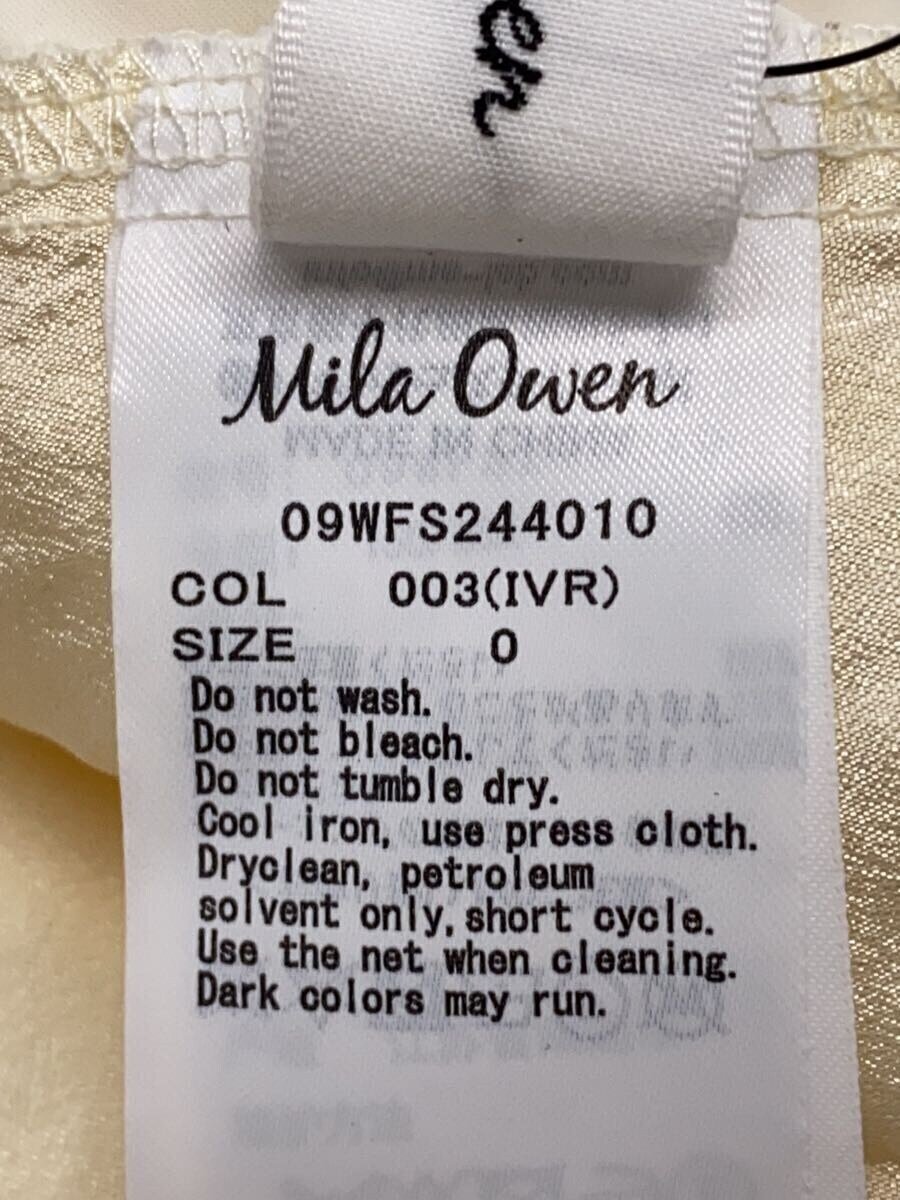 en
Mila Owen
09WFS244010
COL 003(IVR)
SIZE 0
Do not wash.
Do not bleach.
Do not tumble dry.
Cool iron, use press cloth.
Dryclean, petroleum
solvent only, short cycle.
Use the net when cleaning.
Dark colors may run.